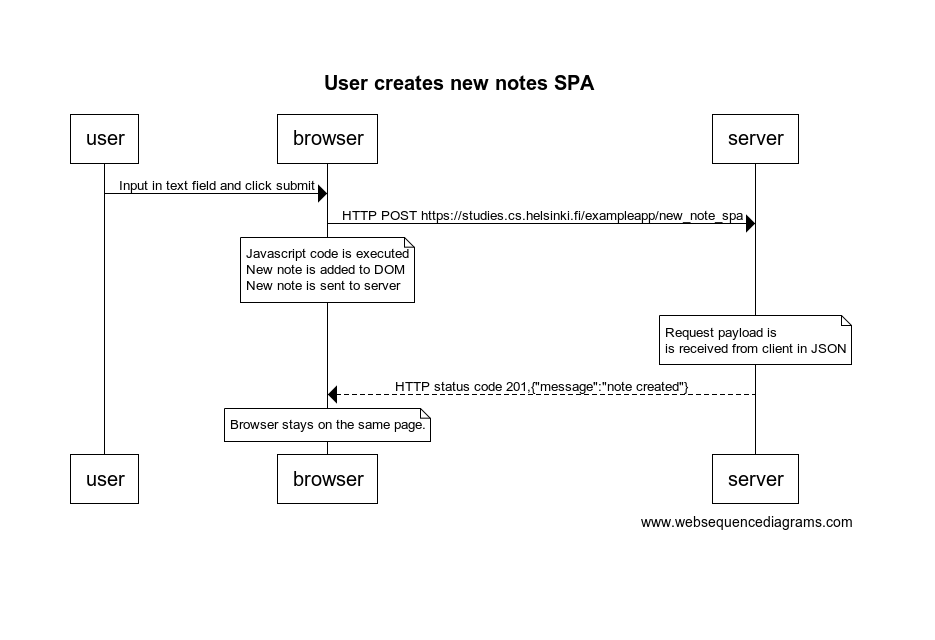 User creates new notes SPA
user
browser
server
Input in text field and click submit
HTTP POST https://studies.cs.helsinki.fi/exampleapp/new_note_spa
Javascript code is executed
New note is added to DOM
New note is sent to server
Request payload is
is received from client in JSON
HTTP status code 201,{"message":"note created"}
Browser stays on the same page.
user
browser
server
www.websequencediagrams.com